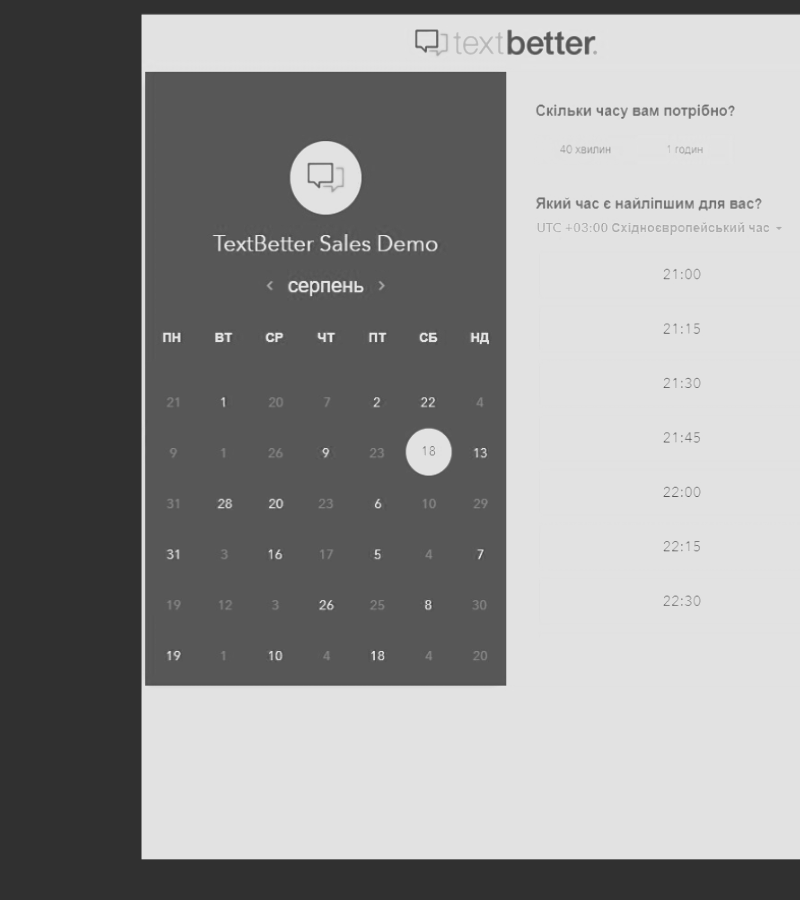 textbetter.
TextBetter Sales Demo
< серпень >
ПН ВТ СР ЧТ ПТ СБ НД
21 1 20 7 2 22 4
9 1 26 9 23 18 13
31 28 20 23 6 10 29
31 3 16 17 5 4 7
19 12 3 26 25 8 30
19 1 10 4 18 4 20
Скільки часу вам потрібно?
40 хвилин 1 годин
Який час є найліпшим для вас?
UTC +03:00 Східноєвропейський час
21:00
21:15
21:30
21:45
22:00
22:15
22:30